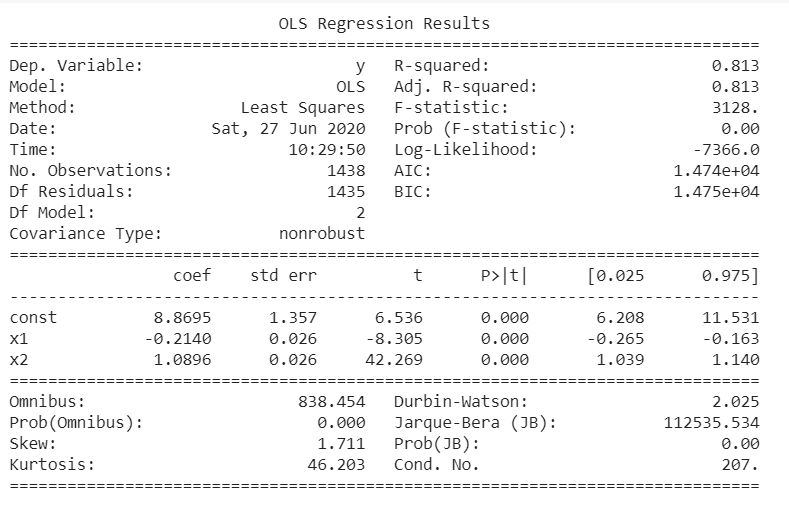 OLS Regression Results
==============================================================================
Dep. Variable:                      y   R-squared:                       0.813
Model:                            OLS   Adj. R-squared:                  0.813
Method:                 Least Squares   F-statistic:                     3128.
Date:                Sat, 27 Jun 2020   Prob (F-statistic):               0.00
Time:                        10:29:50   Log-Likelihood:                -7366.0
No. Observations:                1438   AIC:                         1.474e+04
Df Residuals:                    1435   BIC:                         1.475e+04
Df Model:                           2
Covariance Type:            nonrobust
==============================================================================
coef    std err          t      P>|t|      [0.025      0.975]
------------------------------------------------------------------------------
const          8.8695      1.357      6.536      0.000       6.208      11.531
x1            -0.2140      0.026     -8.305      0.000      -0.265      -0.163
x2             1.0896      0.026     42.269      0.000       1.039       1.140
==============================================================================
Omnibus:                      838.454   Durbin-Watson:                   2.025
Prob(Omnibus):                  0.000   Jarque-Bera (JB):           112535.534
Skew:                           1.711   Prob(JB):                         0.00
Kurtosis:                      46.203   Cond. No.                         207.
==============================================================================